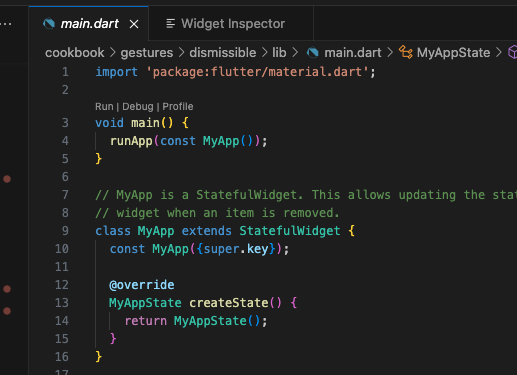 ... main.dart × Widget Inspector
cookbook > gestures > dismissible > lib > main.dart > MyAppState >
1 import 'package:flutter/material.dart';
2
Run | Debug | Profile
3 void main() {
4 runApp(const MyApp());
5 }
6
7 // MyApp is a StatefulWidget. This allows updating the
8 // widget when an item is removed.
9 class MyApp extends StatefulWidget {
10 const MyApp({super.key});
11
12 @override
13 MyAppState createState() {
14 return MyAppState();
15 }
16 }
17